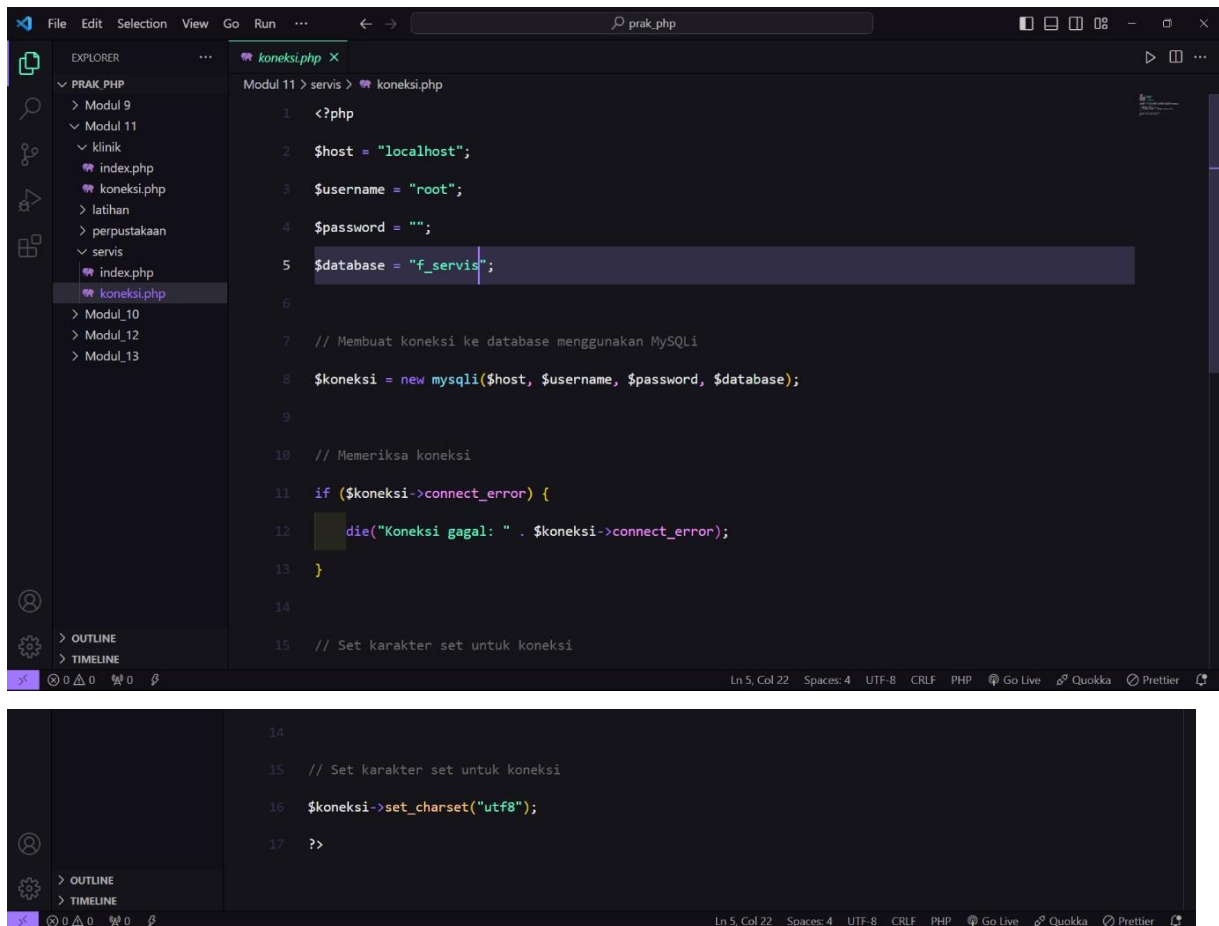 File Edit Selection View Go Run ··· prak_php
EXPLORER ···
PRAK_PHP
Modul 9
Modul 11
klinik
index.php
koneksi.php
latihan
perpustakaan
servis
index.php
koneksi.php
Modul_10
Modul_12
Modul_13
OUTLINE
TIMELINE
koneksi.php
Modul 11 > servis > koneksi.php
1 <?php
2 $host = "localhost";
3 $username = "root";
4 $password = "";
5 $database = "f_servis";
6
7 // Membuat koneksi ke database menggunakan MySQLi
8 $koneksi = new mysqli($host, $username, $password, $database);
9
10 // Memeriksa koneksi
11 if ($koneksi->connect_error) {
12 die("Koneksi gagal: " . $koneksi->connect_error);
13 }
14
15 // Set karakter set untuk koneksi
0 0 0 Ln 5, Col 22 Spaces: 4 UTF-8 CRLF PHP Go Live Quokka Prettier
14
15 // Set karakter set untuk koneksi
16 $koneksi->set_charset("utf8");
17 ?>
OUTLINE
TIMELINE
0 0 0 Ln 5, Col 22 Spaces: 4 UTF-8 CRLF PHP Go Live Quokka Prettier